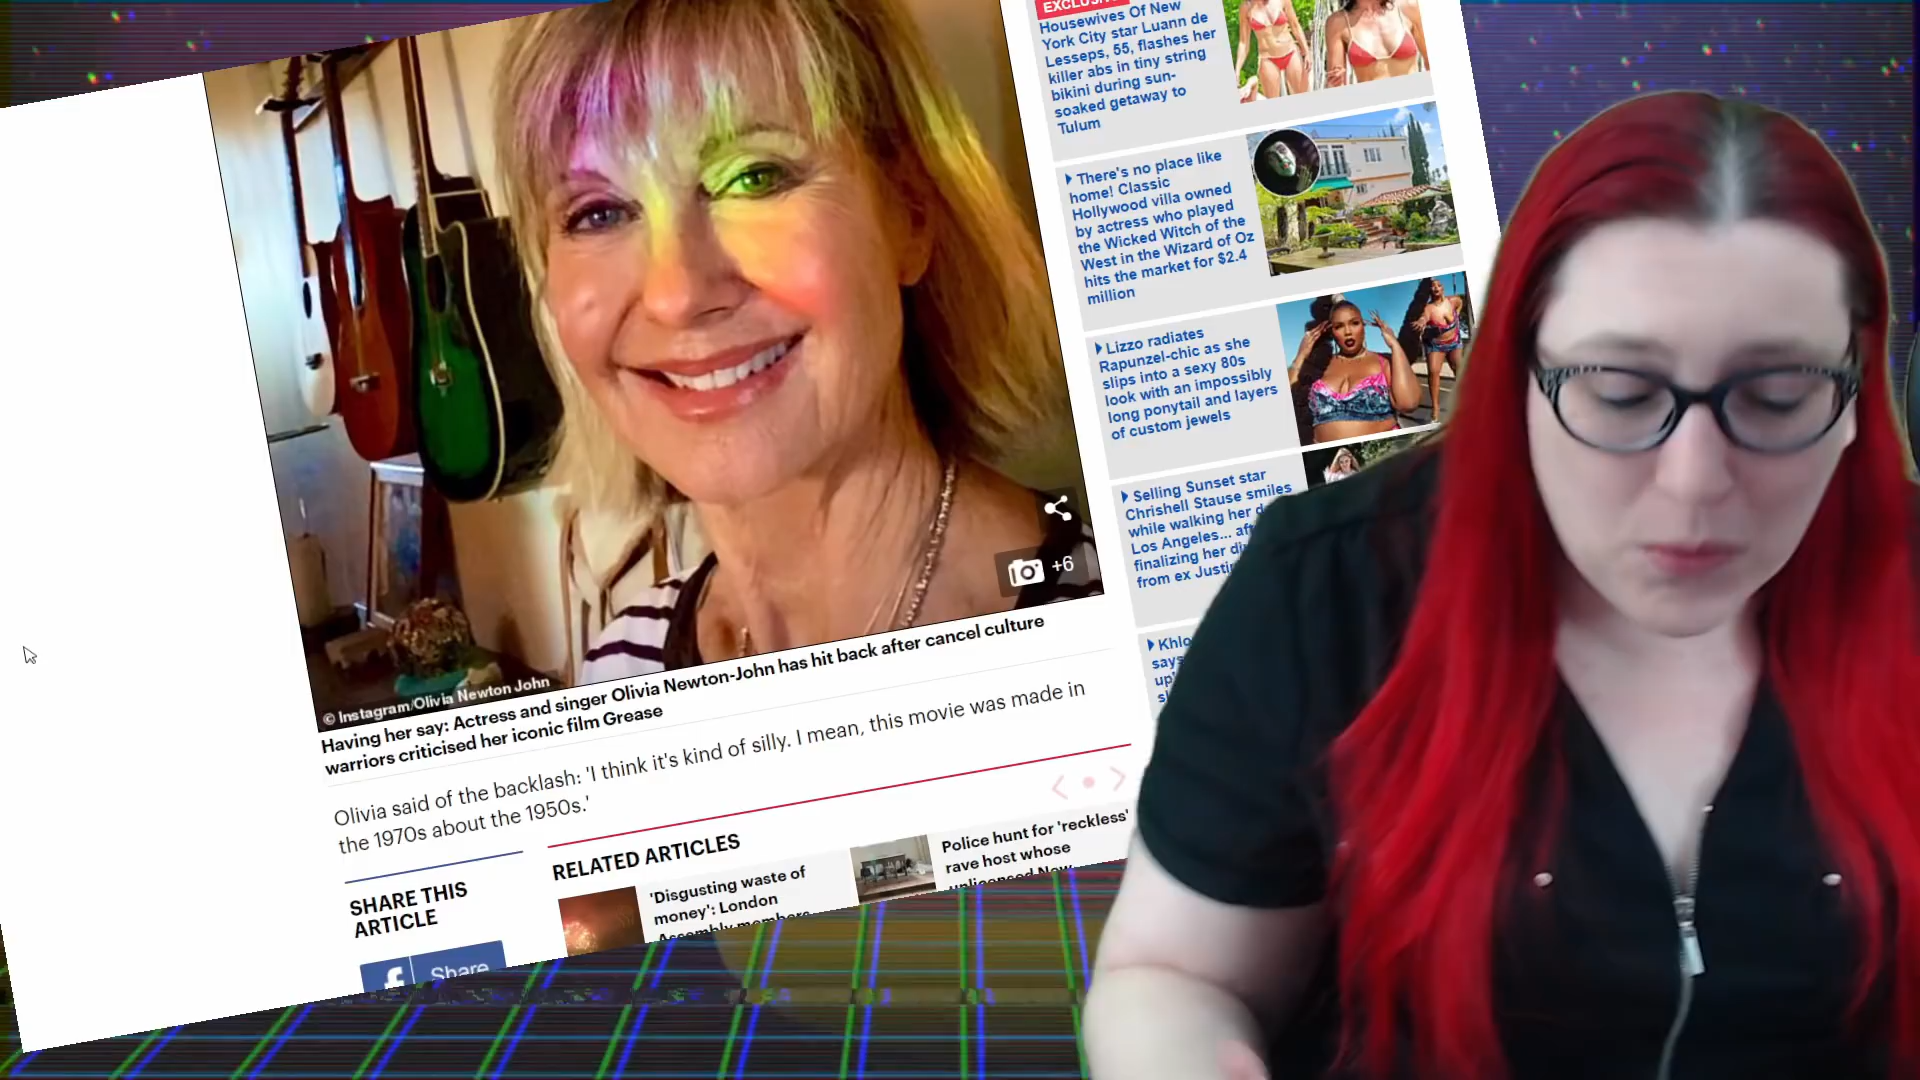 © Instagram/Olivia Newton John
+6
Having her say: Actress and singer Olivia Newton-John has hit back after cancel culture
warriors criticised her iconic film Grease
Olivia said of the backlash: 'I think it's kind of silly. I mean, this movie was made in
the 1970s about the 1950s.'
SHARE THIS
ARTICLE
Share
RELATED ARTICLES
'Disgusting waste of
money': London
Assembly members
Police hunt for 'reckless'
rave host whose
unlicensed New
EXCLUSIVE
Housewives Of New
York City star Luann de
Lesseps, 55, flashes her
killer abs in tiny string
bikini during sun-
soaked getaway to
Tulum
There's no place like
home! Classic
Hollywood villa owned
by actress who played
the Wicked Witch of the
West in the Wizard of Oz
hits the market for $2.4
million
Lizzo radiates
Rapunzel-chic as she
slips into a sexy 80s
look with an impossibly
long ponytail and layers
of custom jewels
Selling Sunset star
Chrishell Stause smiles
while walking her
Los Angeles...
finalizing her
from ex
says